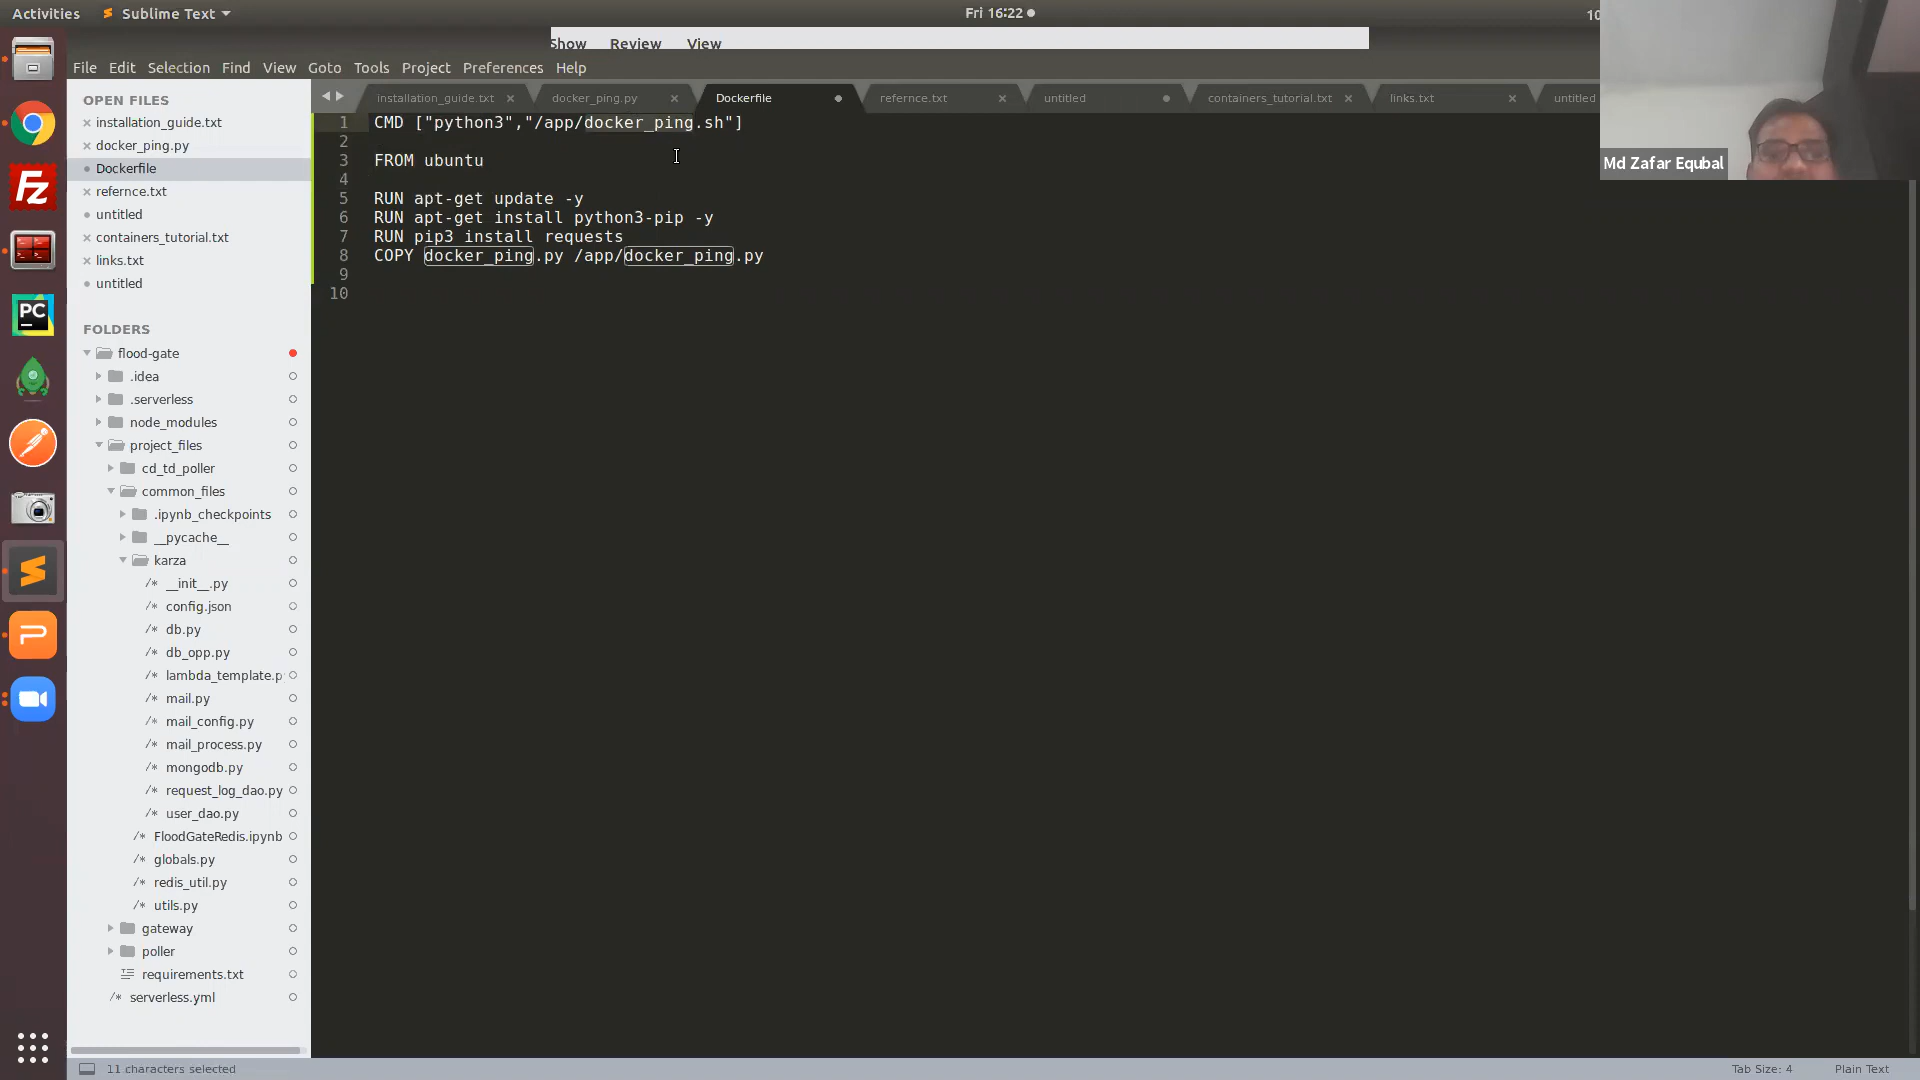 Activities
Sublime Text
Fri 16:22
10
Show Review View
File Edit Selection Find View Goto Tools Project Preferences Help
OPEN FILES
installation_guide.txt
docker_ping.py
Dockerfile
refernce.txt
untitled
containers_tutorial.txt
links.txt
untitled
FOLDERS
flood-gate
.idea
.serverless
node_modules
project_files
cd_td_poller
common_files
.ipynb_checkpoints
__pycache__
karza
/* __init__.py
/* config.json
/* db.py
/* db_opp.py
/* lambda_template.p
/* mail.py
/* mail_config.py
/* mail_process.py
/* mongodb.py
/* request_log_dao.py
/* user_dao.py
/* FloodGateRedis.ipynb
/* globals.py
/* redis_util.py
/* utils.py
gateway
poller
requirements.txt
/* serverless.yml
installation_guide.txt docker_ping.py Dockerfile refernce.txt untitled containers_tutorial.txt links.txt untitled
1 CMD ["python3","/app/docker_ping.sh"]
2
3 FROM ubuntu
4
5 RUN apt-get update -y
6 RUN apt-get install python3-pip -y
7 RUN pip3 install requests
8 COPY docker_ping.py /app/docker_ping.py
9
10
Md Zafar Equbal
Fz
PC
11 characters selected
Tab Size: 4
Plain Text